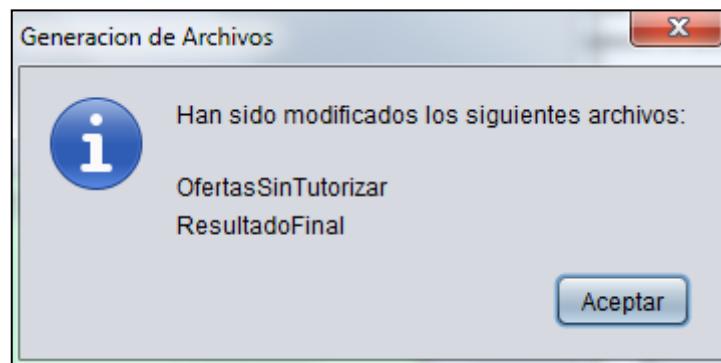 Generacion de Archivos
Han sido modificados los siguientes archivos:
OfertasSinTutorizar
ResultadoFinal
Aceptar